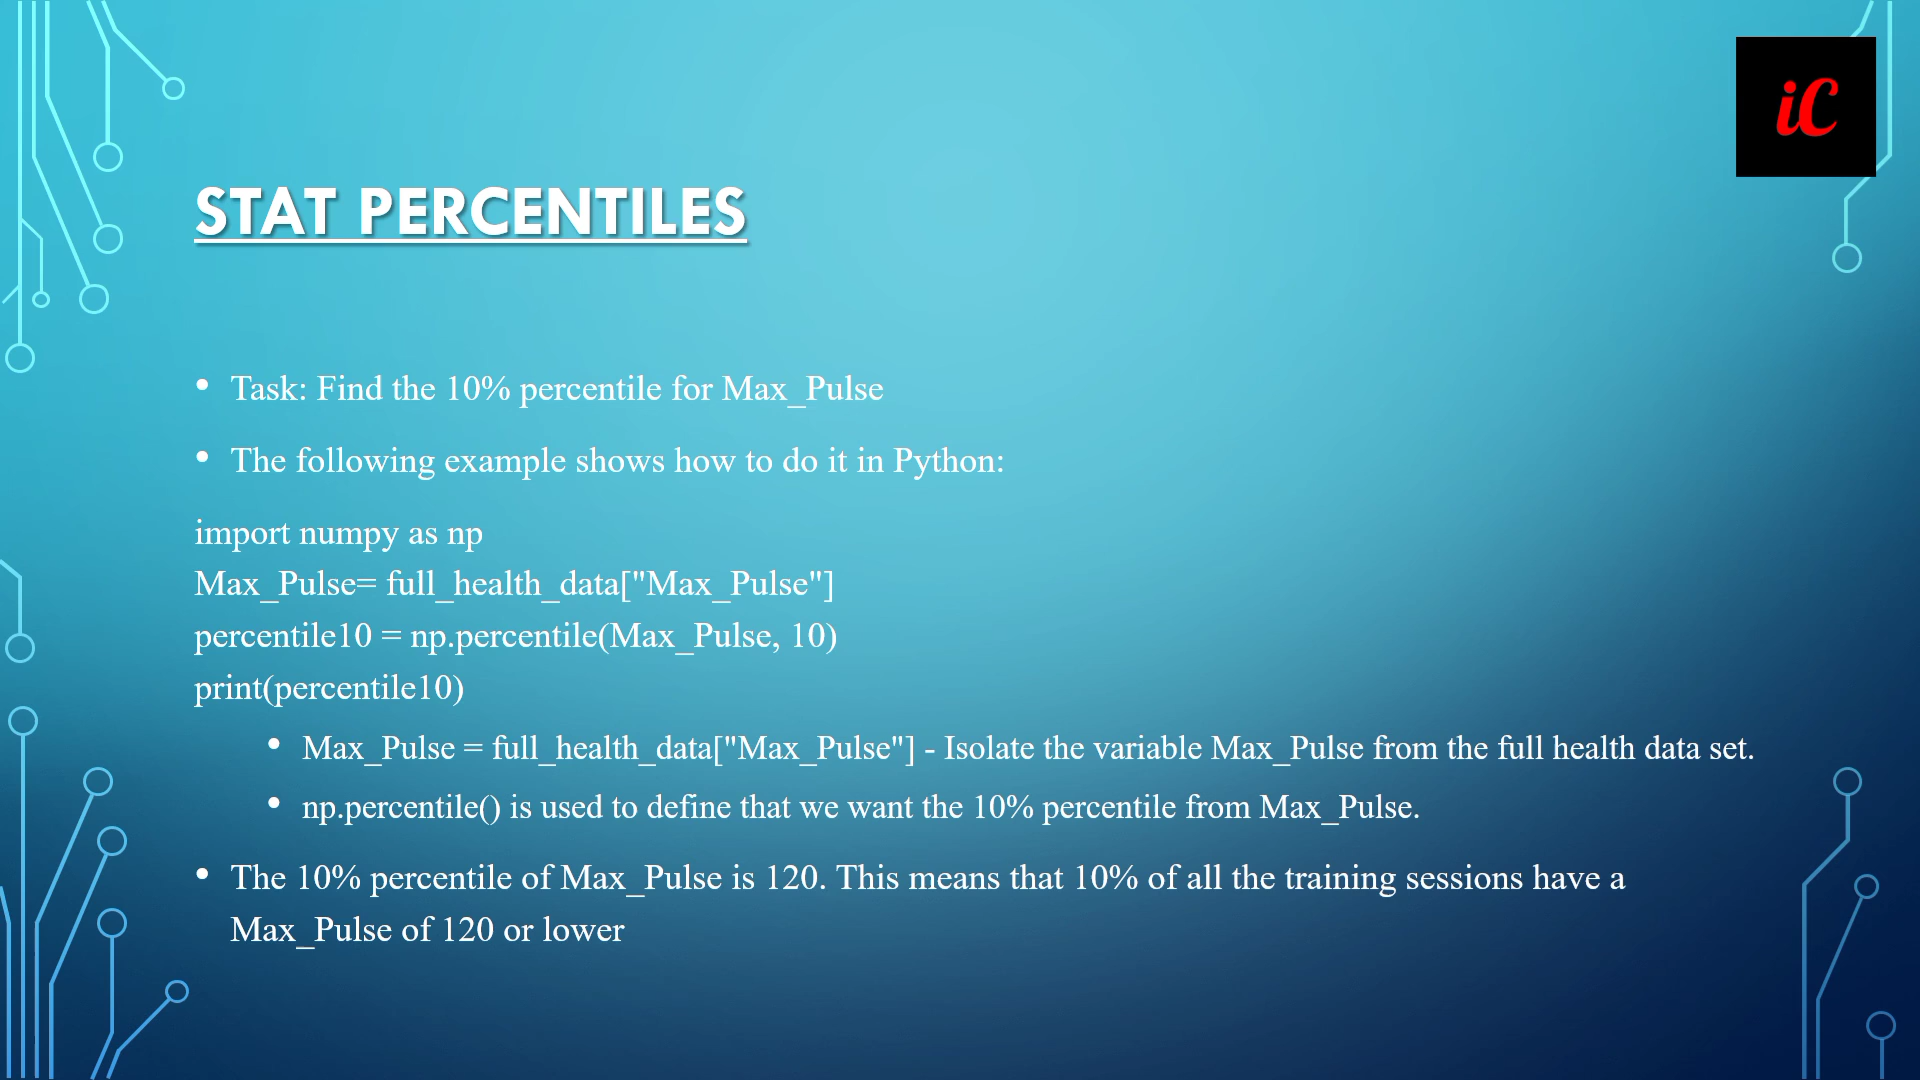 iC
STAT PERCENTILES
• Task: Find the 10% percentile for Max_Pulse
• The following example shows how to do it in Python:
import numpy as np
Max_Pulse= full_health_data["Max_Pulse"]
percentile10 = np.percentile(Max_Pulse, 10)
print(percentile10)
• Max_Pulse = full_health_data["Max_Pulse"] - Isolate the variable Max_Pulse from the full health data set.
• np.percentile() is used to define that we want the 10% percentile from Max_Pulse.
• The 10% percentile of Max_Pulse is 120. This means that 10% of all the training sessions have a
Max_Pulse of 120 or lower